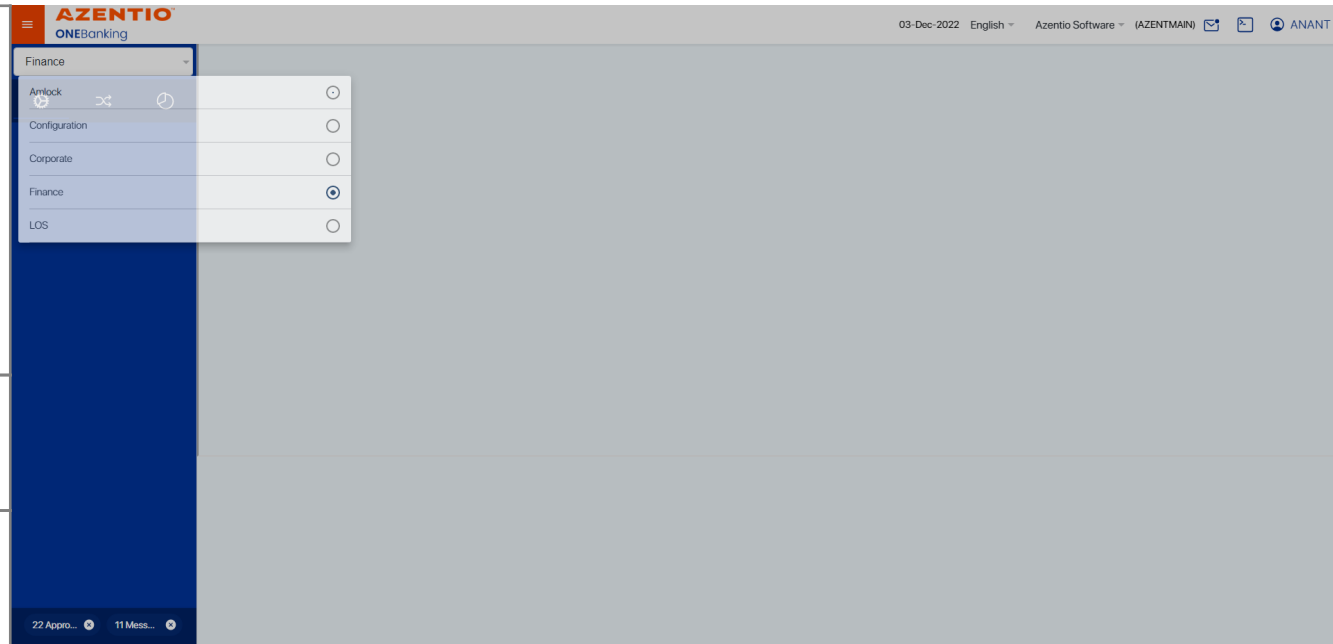 AZENTIO™
ONEBanking
03-Dec-2022 English Azentio Software (AZENTMAIN) ANANT
Finance
Amlock
Configuration
Corporate
Finance
LOS
22 Appro... 11 Mess...